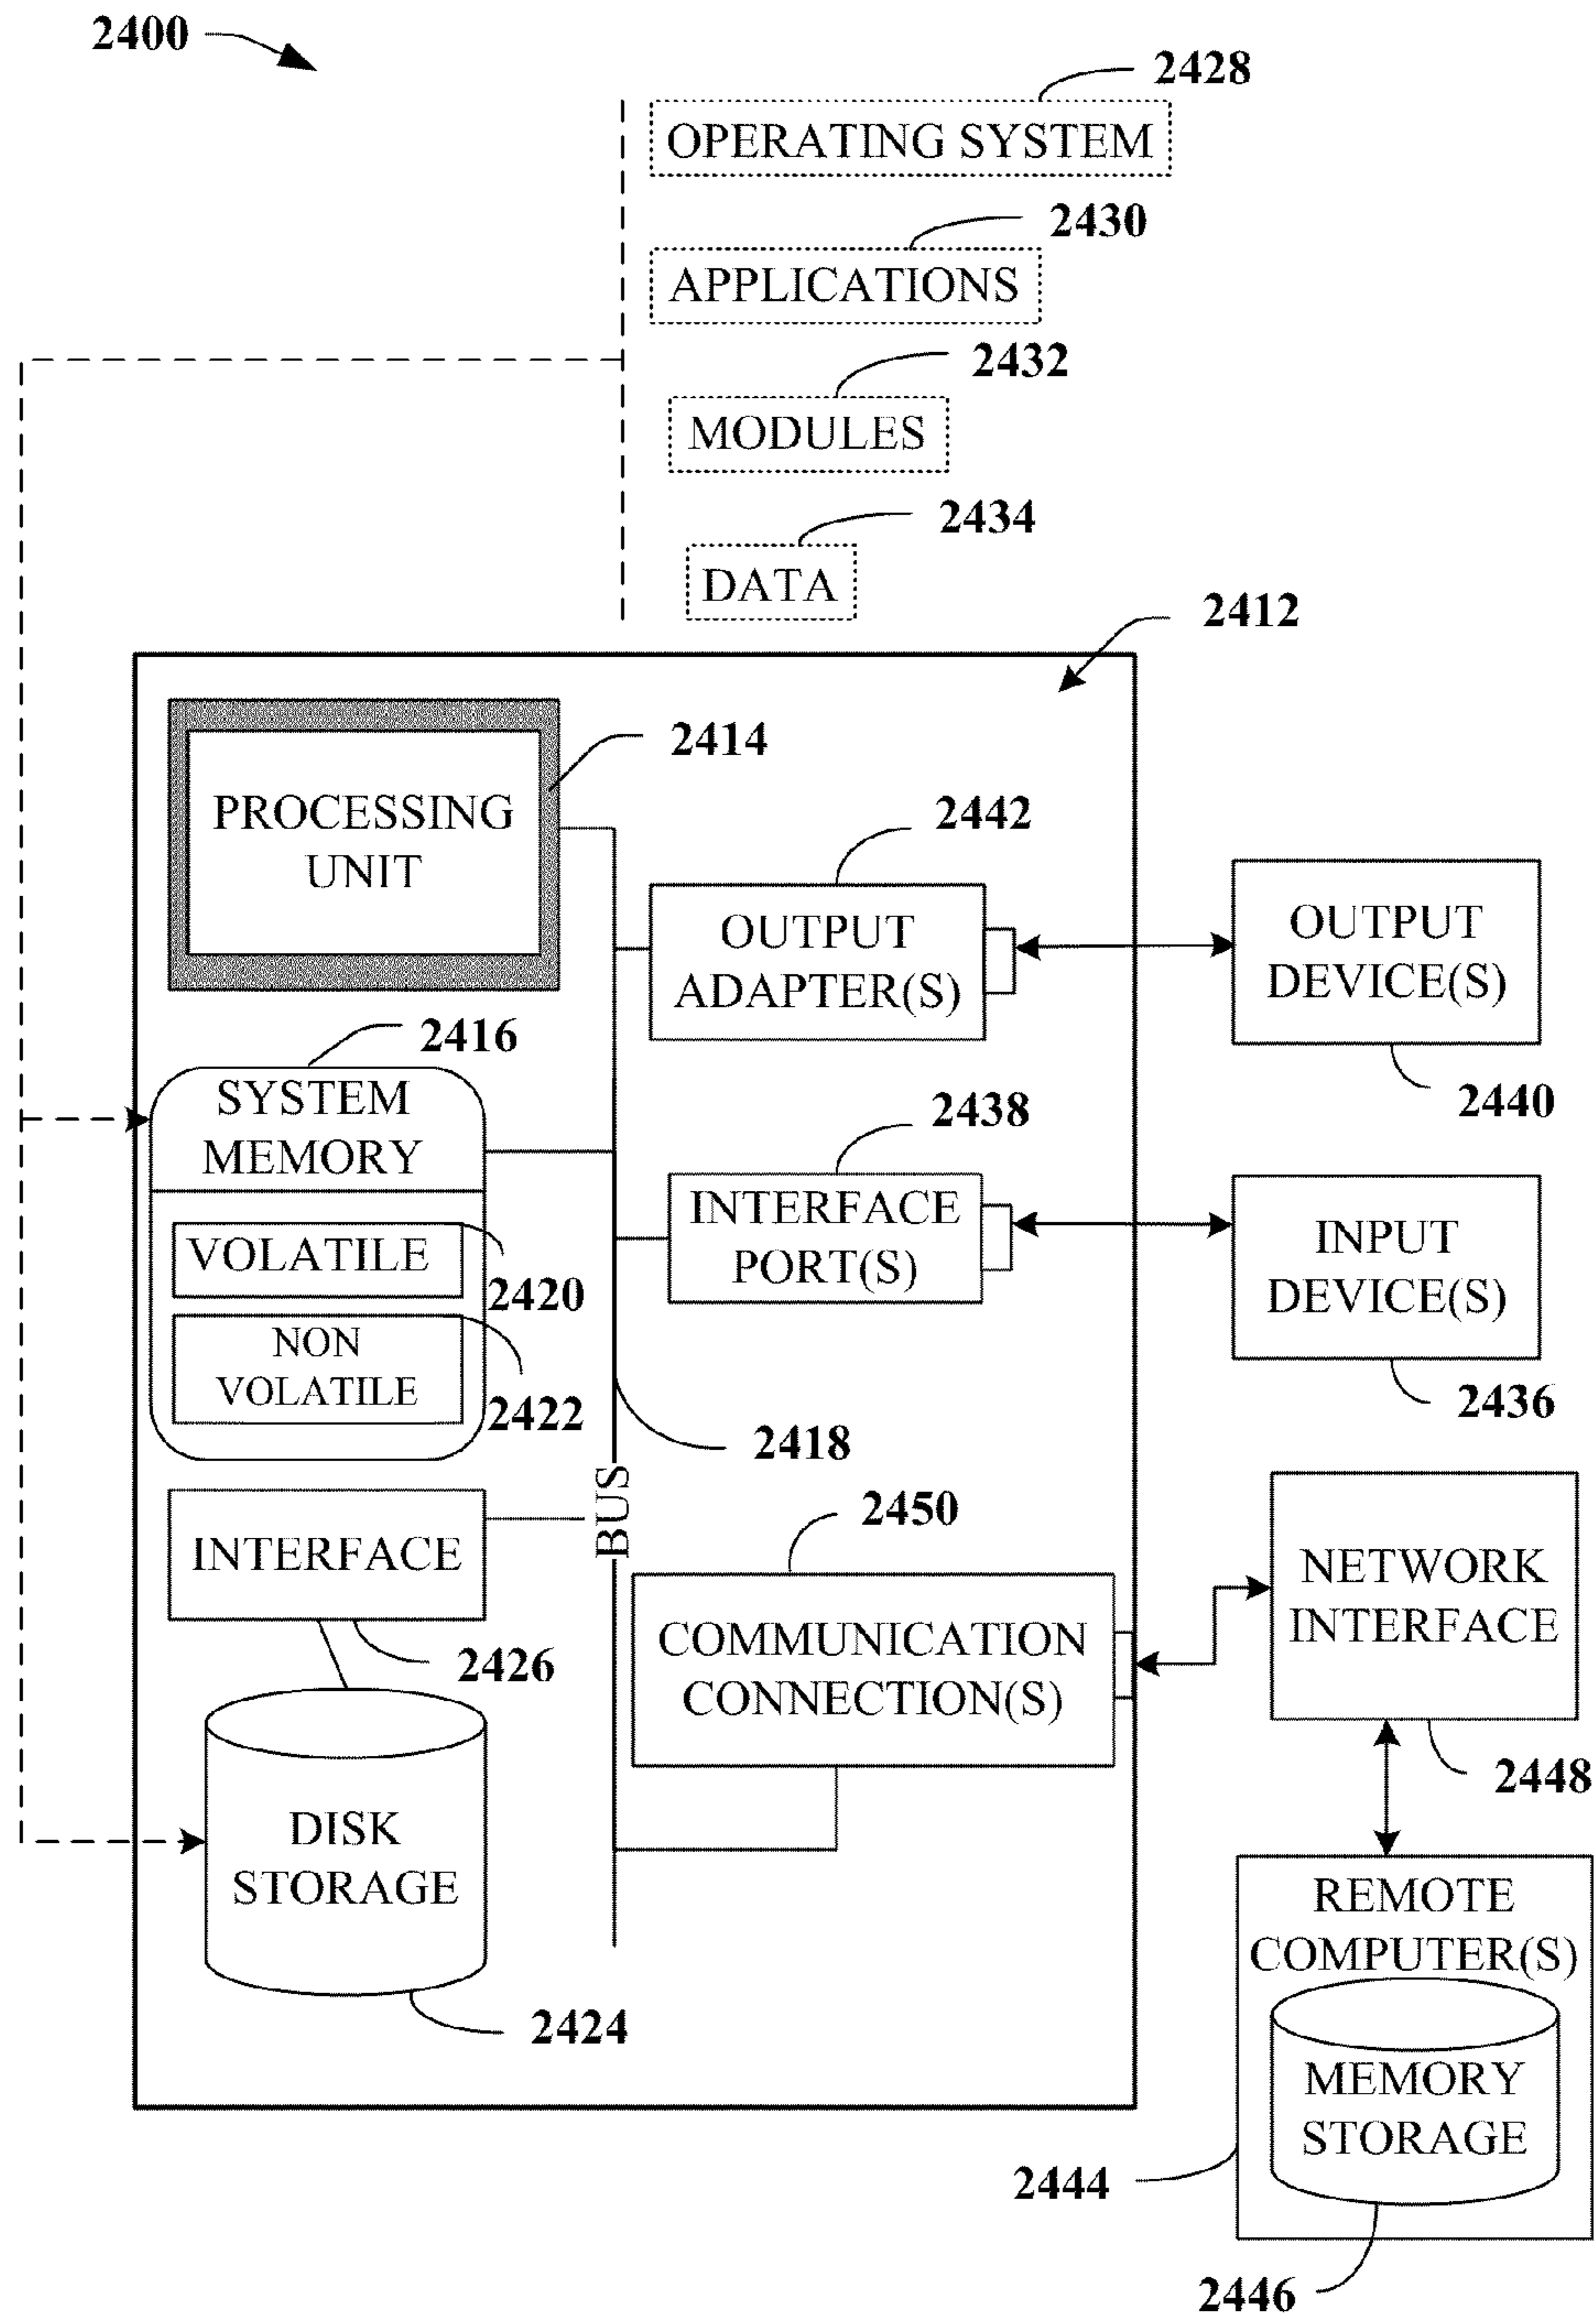 2400
2428
OPERATING SYSTEM
2430
APPLICATIONS
2432
MODULES
2434
DATA
2412
2414
PROCESSING
UNIT
2442
OUTPUT
ADAPTER(S)
OUTPUT
DEVICE(S)
2440
2416
SYSTEM
MEMORY
VOLATILE
2420
NON
VOLATILE
2422
2438
INTERFACE
PORT(S)
INPUT
DEVICE(S)
2436
2418
BUS
INTERFACE
2426
2450
COMMUNICATION
CONNECTION(S)
NETWORK
INTERFACE
2448
DISK
STORAGE
2424
REMOTE
COMPUTER(S)
MEMORY
STORAGE
2444
2446